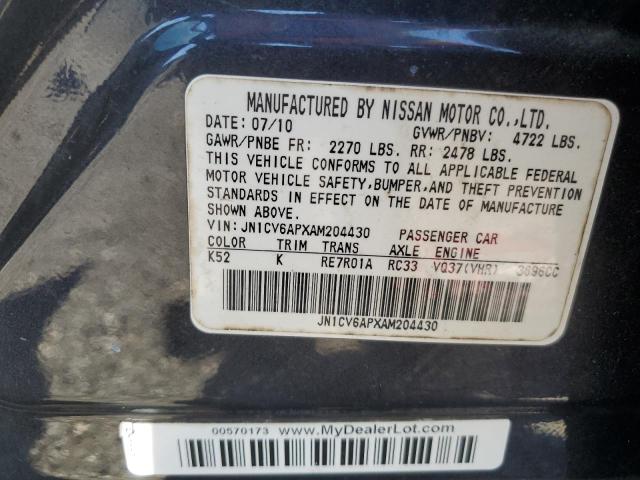 MANUFACTURED BY NISSAN MOTOR CO.,LTD.
DATE: 07/10 GVWR/PNBV: 4722 LBS.
GAWR/PNBE FR: 2270 LBS. RR: 2478 LBS.
THIS VEHICLE CONFORMS TO ALL APPLICABLE FEDERAL
MOTOR VEHICLE SAFETY,BUMPER,AND THEFT PREVENTION
STANDARDS IN EFFECT ON THE DATE OF MANUFACTURE
SHOWN ABOVE.
VIN: JN1CV6APXAM204430 PASSENGER CAR
COLOR TRIM TRANS AXLE ENGINE
K52 K RE7R01A RC33 VQ37(VHR) 3696CC
JN1CV6APXAM204430
00570173 www.MyDealerLot.com